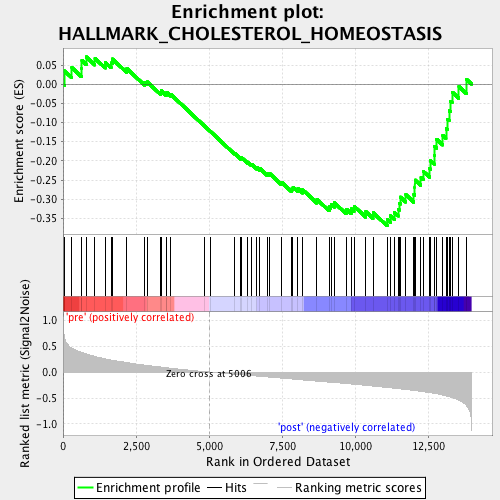 Enrichment plot:
HALLMARK_CHOLESTEROL_HOMEOSTASIS
Enrichment score (ES)
0.05
0.00
-0.05
-0.10
-0.15
-0.20
-0.25
-0.30
-0.35
Ranked list metric (Signal2Noise)
'pre' (positively correlated)
1.0
0.5
0.0
-0.5
-1.0
Zero cross at 5006
'post' (negatively correlated)
0
2,500
5,000
7,500
10,000
12,500
Rank in Ordered Dataset
Enrichment profile
Hits
Ranking metric scores